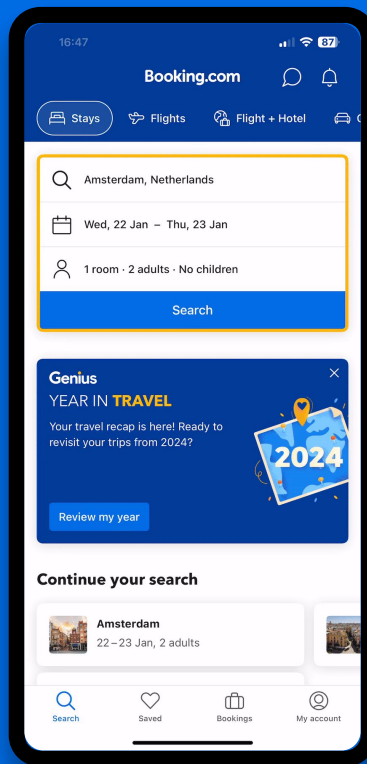 16:47
87
Booking.com
Stays
Flights
Flight + Hotel
Amsterdam, Netherlands
Wed, 22 Jan – Thu, 23 Jan
1 room · 2 adults · No children
Search
Genius
YEAR IN TRAVEL
Your travel recap is here! Ready to
revisit your trips from 2024?
2024
Review my year
Continue your search
Amsterdam
22–23 Jan, 2 adults
Search
Saved
Bookings
My account